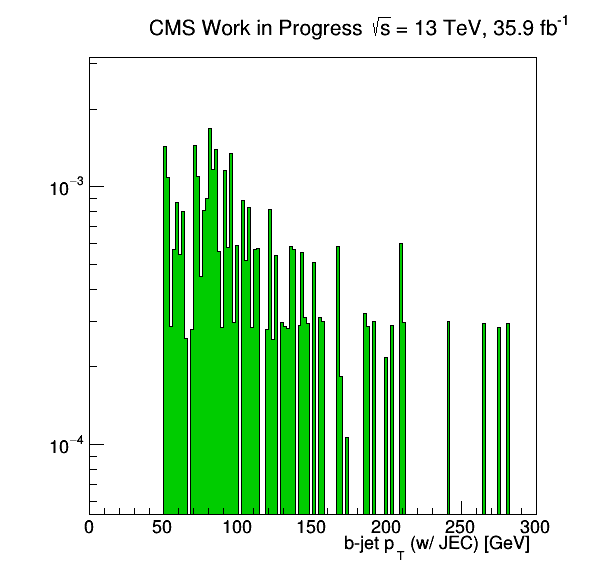 CMS Work in Progress √s = 13 TeV, 35.9 fb⁻¹
10⁻³
10⁻⁴
0 50 100 150 200 250 300
b-jet p_T (w/ JEC) [GeV]